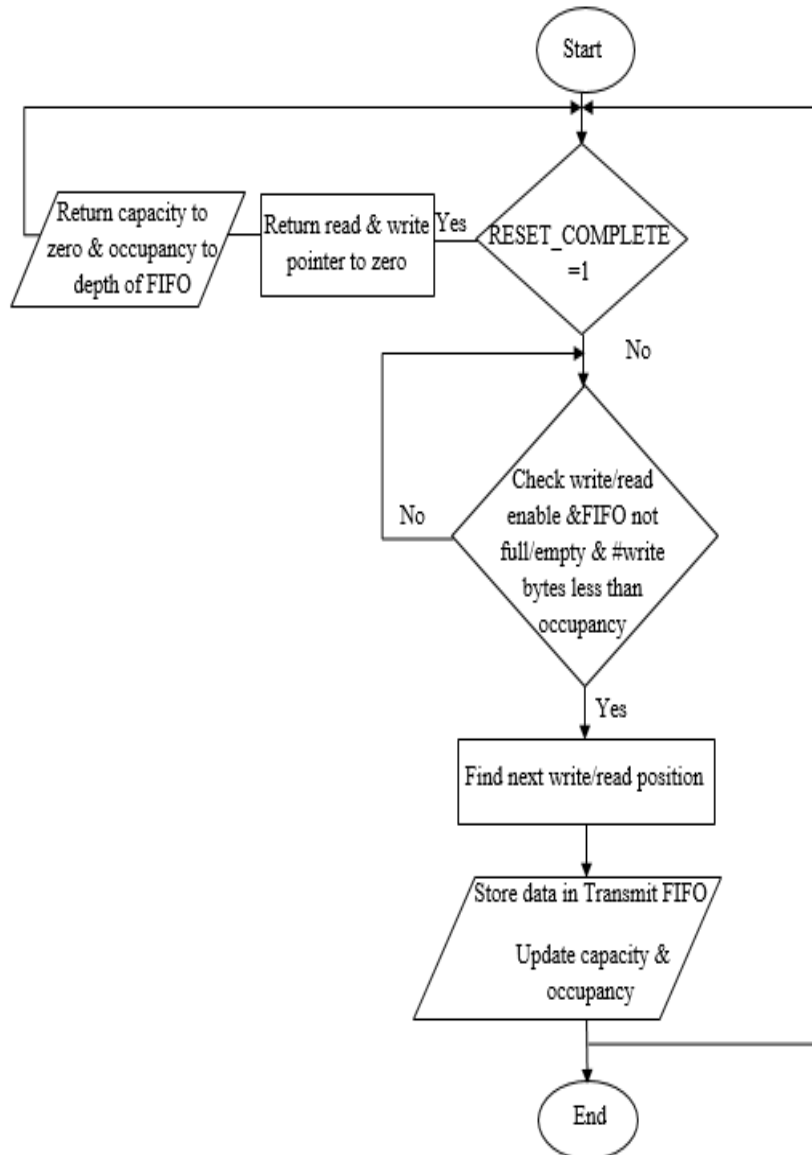 Start
RESET_COMPLETE
=1
Yes
Return read & write
pointer to zero
Return capacity to
zero & occupancy to
depth of FIFO
No
Check write/read
enable &FIFO not
full/empty & #write
bytes less than
occupancy
No
Yes
Find next write/read position
Store data in Transmit FIFO
Update capacity &
occupancy
End